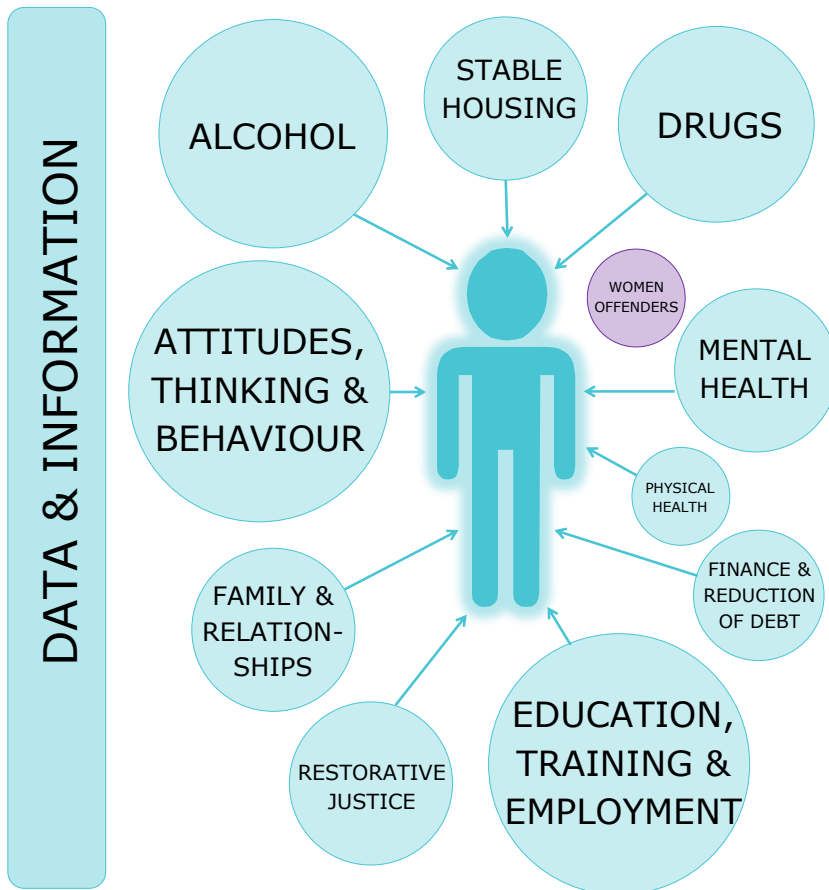 DATA & INFORMATION
ALCOHOL
STABLE
HOUSING
DRUGS
WOMEN
OFFENDERS
ATTITUDES,
THINKING &
BEHAVIOUR
MENTAL
HEALTH
PHYSICAL
HEALTH
FINANCE &
REDUCTION
OF DEBT
FAMILY &
RELATION-
SHIPS
RESTORATIVE
JUSTICE
EDUCATION,
TRAINING &
EMPLOYMENT